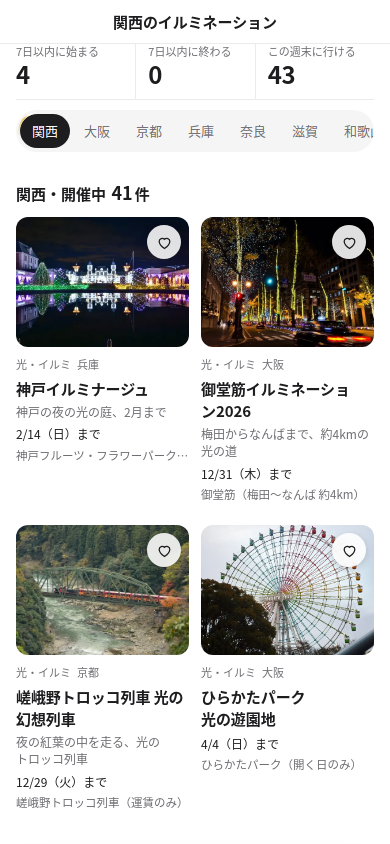 関西のイルミネーション
7日以内に始まる
4
7日以内に終わる
0
この週末に行ける
43
関西
大阪
京都
兵庫
奈良
滋賀
関西・開催中 41件
光・イルミ 兵庫
神戸イルミナージュ
神戸の夜の光の庭、2月まで
2/14（日）まで
神戸フルーツ・フラワーパーク…
光・イルミ 大阪
御堂筋イルミネーショ
ン2026
梅田からなんばまで、約4kmの
光の道
12/31（木）まで
御堂筋（梅田〜なんば 約4km）
光・イルミ 京都
嵯峨野トロッコ列車 光の
幻想列車
夜の紅葉の中を走る、光の
トロッコ列車
12/29（火）まで
嵯峨野トロッコ列車（運賃のみ）
光・イルミ 大阪
ひらかたパーク
光の遊園地
4/4（日）まで
ひらかたパーク（開く日のみ）